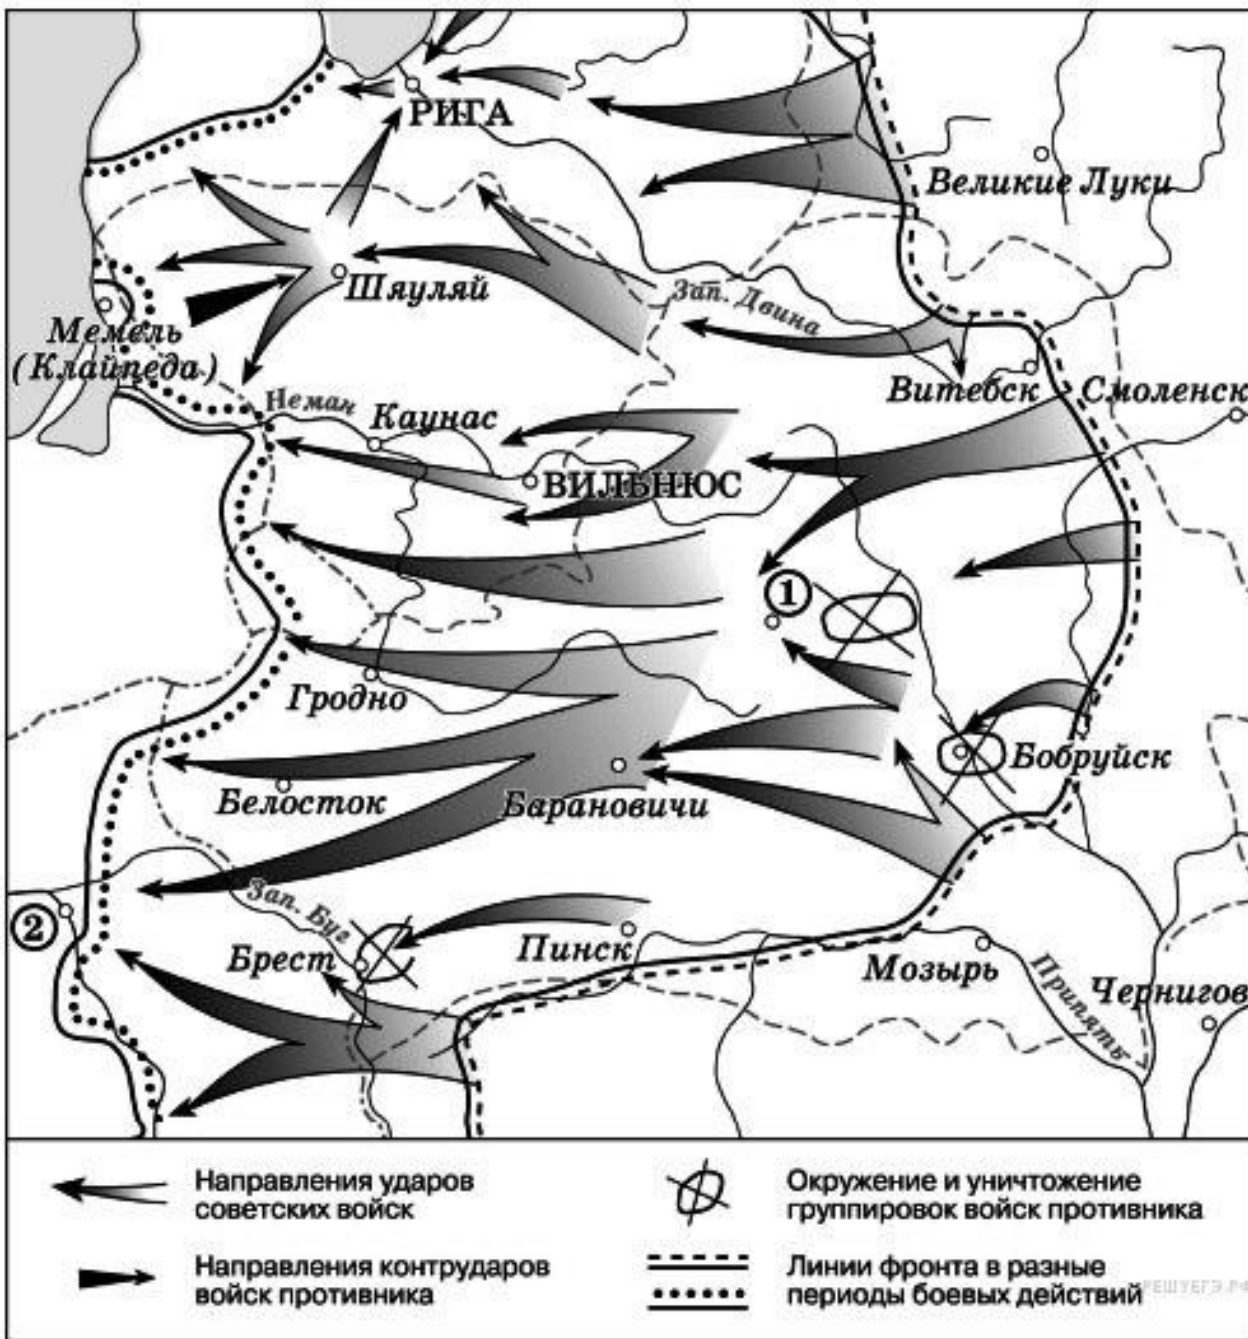 РИГА
Великие Луки
Шяуляй
Зап. Двина
Мемель
(Клайпеда)
Витебск
Смоленск
Неман
Каунас
ВИЛЬНЮС
1
Гродно
Бобруйск
Белосток
Барановичи
Зап. Буг
2
Брест
Пинск
Мозырь
Припять
Чернигов
Направления ударов
советских войск
Окружение и уничтожение
группировок войск противника
Направления контрударов
войск противника
Линии фронта в разные
периоды боевых действий
РЕШУЕГЭ.РФ